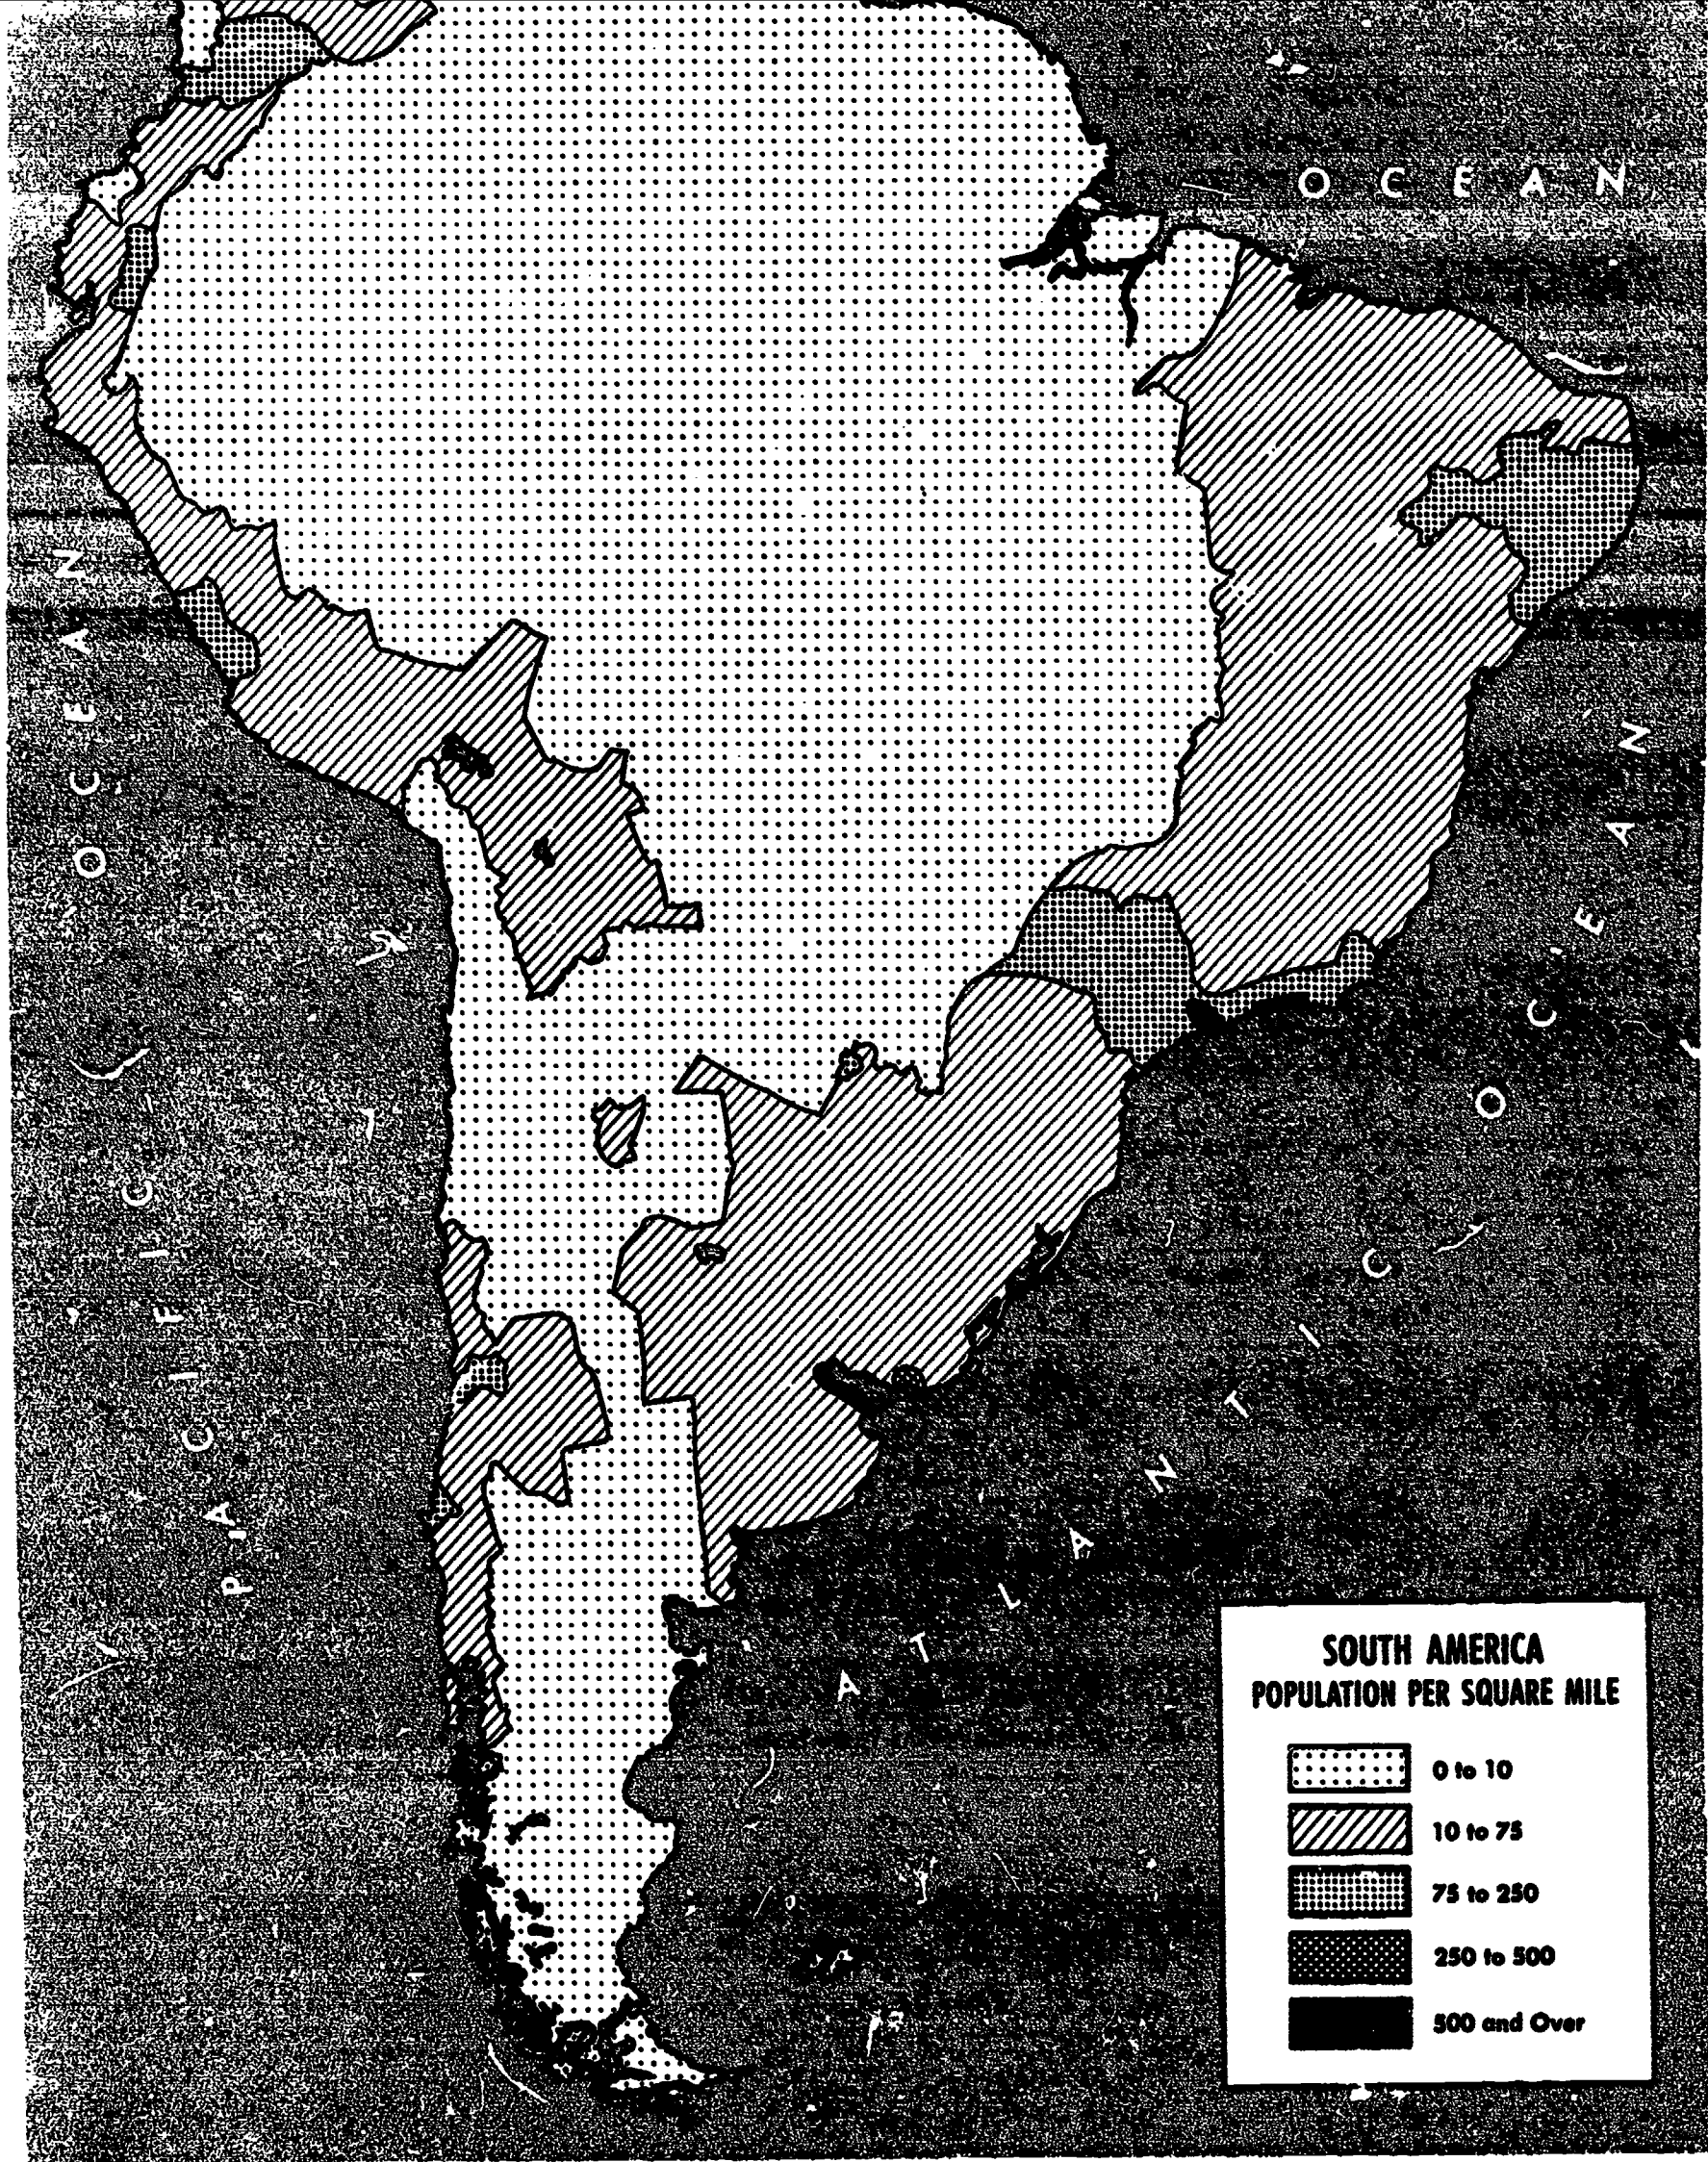 OCEAN
PACIFIC OCEAN
ATLANTIC OCEAN
SOUTH AMERICA
POPULATION PER SQUARE MILE
0 to 10
10 to 75
75 to 250
250 to 500
500 and Over